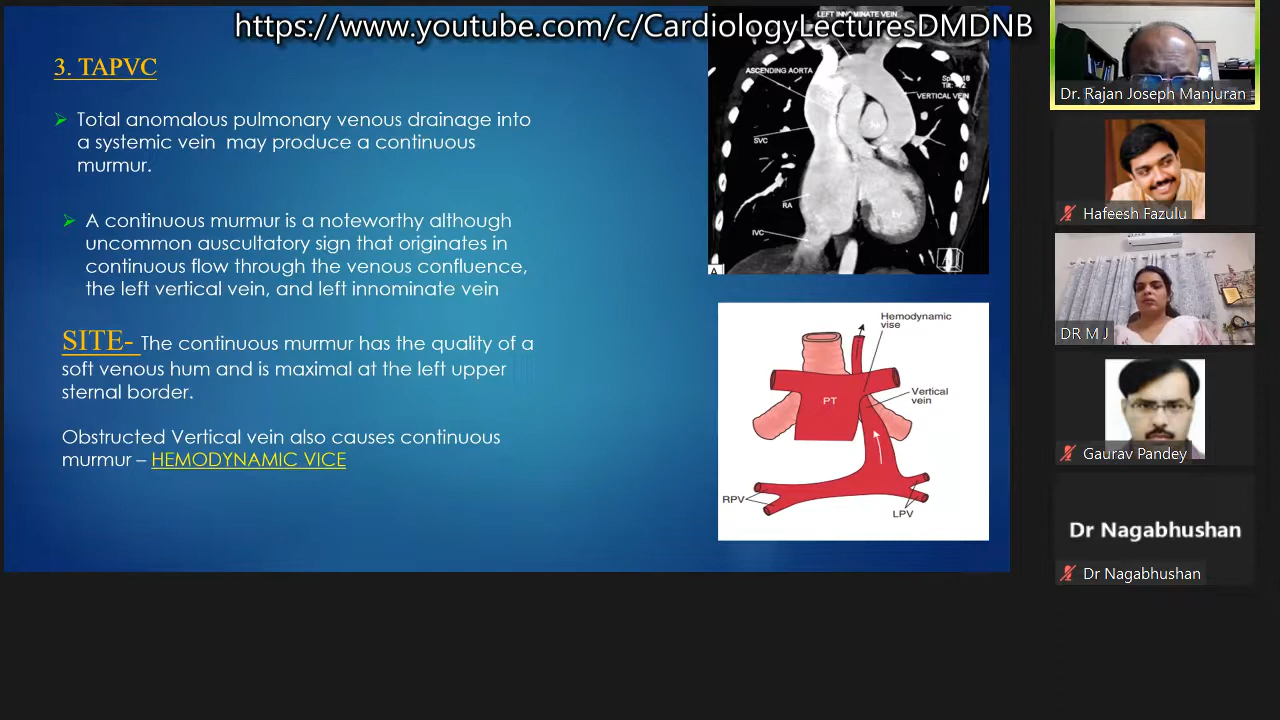 https://www.youtube.com/c/CardiologyLecturesDMDNB
3. TAPVC
Total anomalous pulmonary venous drainage into
a systemic vein may produce a continuous
murmur.
A continuous murmur is a noteworthy although
uncommon auscultatory sign that originates in
continuous flow through the venous confluence,
the left vertical vein, and left innominate vein
SITE- The continuous murmur has the quality of a
soft venous hum and is maximal at the left upper
sternal border.
Obstructed Vertical vein also causes continuous
murmur – HEMODYNAMIC VICE
LEFT INNOMINATE VEIN
ASCENDING AORTA
VERTICAL VEIN
SVC
RA
IVC
A
Hemodynamic
vise
PT
Vertical
vein
RPV
LPV
Dr. Rajan Joseph Manjuran
Hafeesh Fazulu
DR M J
Gaurav Pandey
Dr Nagabhushan
Dr Nagabhushan